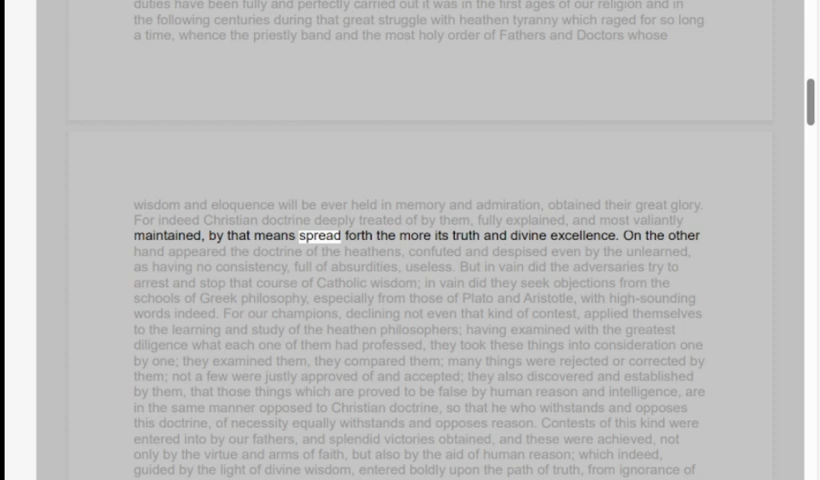 duties have been fully and perfectly carried out it was in the first ages of our religion and in
the following centuries during that great struggle with heathen tyranny which raged for so long
a time, whence the priestly band and the most holy order of Fathers and Doctors whose
wisdom and eloquence will be ever held in memory and admiration, obtained their great glory.
For indeed Christian doctrine deeply treated of by them, fully explained, and most valiantly
maintained, by that means spread forth the more its truth and divine excellence. On the other
hand appeared the doctrine of the heathens, confuted and despised even by the unlearned,
as having no consistency, full of absurdities, useless. But in vain did the adversaries try to
arrest and stop that course of Catholic wisdom; in vain did they seek objections from the
schools of Greek philosophy, especially from those of Plato and Aristotle, with high-sounding
words indeed. For our champions, declining not even that kind of contest, applied themselves
to the learning and study of the heathen philosophers; having examined with the greatest
diligence what each one of them had professed, they took these things into consideration one
by one; they examined them, they compared them; many things were rejected or corrected by
them; not a few were justly approved of and accepted; they also discovered and established
by them, that those things which are proved to be false by human reason and intelligence, are
in the same manner opposed to Christian doctrine, so that he who withstands and opposes
this doctrine, of necessity equally withstands and opposes reason. Contests of this kind were
entered into by our fathers, and splendid victories obtained, and these were achieved, not
only by the virtue and arms of faith, but also by the aid of human reason; which indeed,
guided by the light of divine wisdom, entered boldly upon the path of truth, from ignorance of